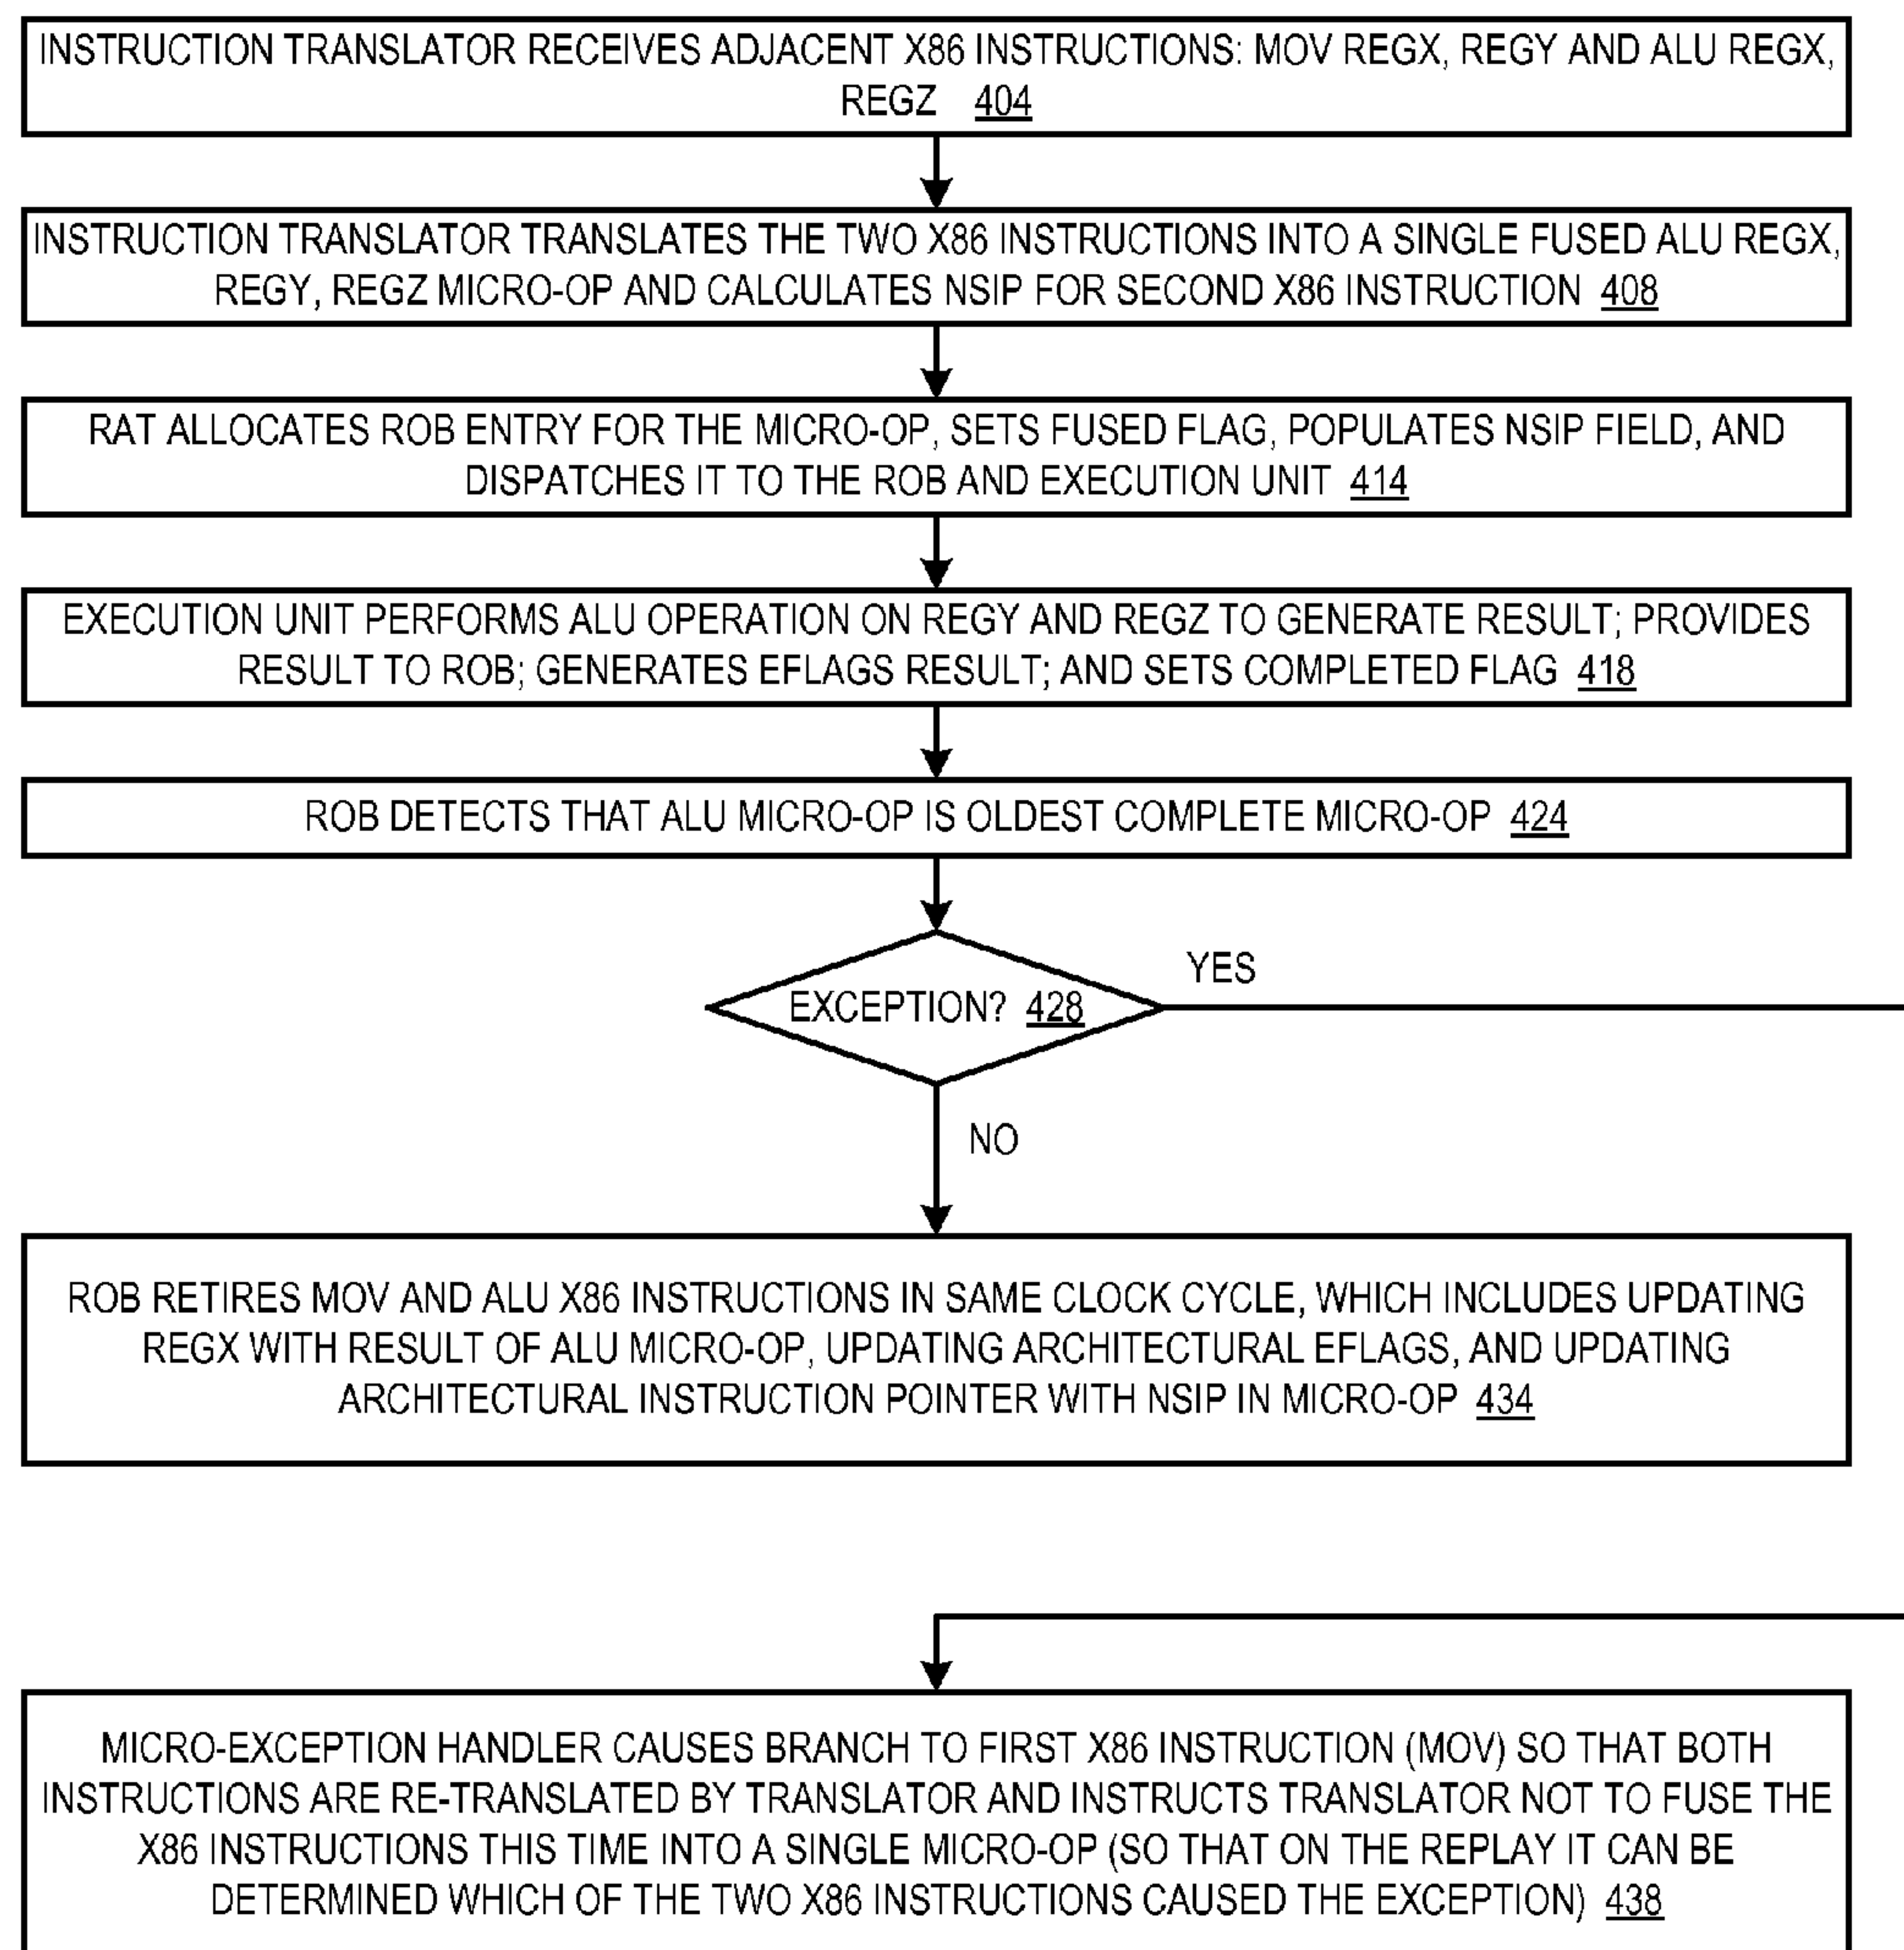 INSTRUCTION TRANSLATOR RECEIVES ADJACENT X86 INSTRUCTIONS: MOV REGX, REGY AND ALU REGX,
REGZ 404
INSTRUCTION TRANSLATOR TRANSLATES THE TWO X86 INSTRUCTIONS INTO A SINGLE FUSED ALU REGX,
REGY, REGZ MICRO-OP AND CALCULATES NSIP FOR SECOND X86 INSTRUCTION 408
RAT ALLOCATES ROB ENTRY FOR THE MICRO-OP, SETS FUSED FLAG, POPULATES NSIP FIELD, AND
DISPATCHES IT TO THE ROB AND EXECUTION UNIT 414
EXECUTION UNIT PERFORMS ALU OPERATION ON REGY AND REGZ TO GENERATE RESULT; PROVIDES
RESULT TO ROB; GENERATES EFLAGS RESULT; AND SETS COMPLETED FLAG 418
ROB DETECTS THAT ALU MICRO-OP IS OLDEST COMPLETE MICRO-OP 424
YES
EXCEPTION? 428
NO
ROB RETIRES MOV AND ALU X86 INSTRUCTIONS IN SAME CLOCK CYCLE, WHICH INCLUDES UPDATING
REGX WITH RESULT OF ALU MICRO-OP, UPDATING ARCHITECTURAL EFLAGS, AND UPDATING
ARCHITECTURAL INSTRUCTION POINTER WITH NSIP IN MICRO-OP 434
MICRO-EXCEPTION HANDLER CAUSES BRANCH TO FIRST X86 INSTRUCTION (MOV) SO THAT BOTH
INSTRUCTIONS ARE RE-TRANSLATED BY TRANSLATOR AND INSTRUCTS TRANSLATOR NOT TO FUSE THE
X86 INSTRUCTIONS THIS TIME INTO A SINGLE MICRO-OP (SO THAT ON THE REPLAY IT CAN BE
DETERMINED WHICH OF THE TWO X86 INSTRUCTIONS CAUSED THE EXCEPTION) 438